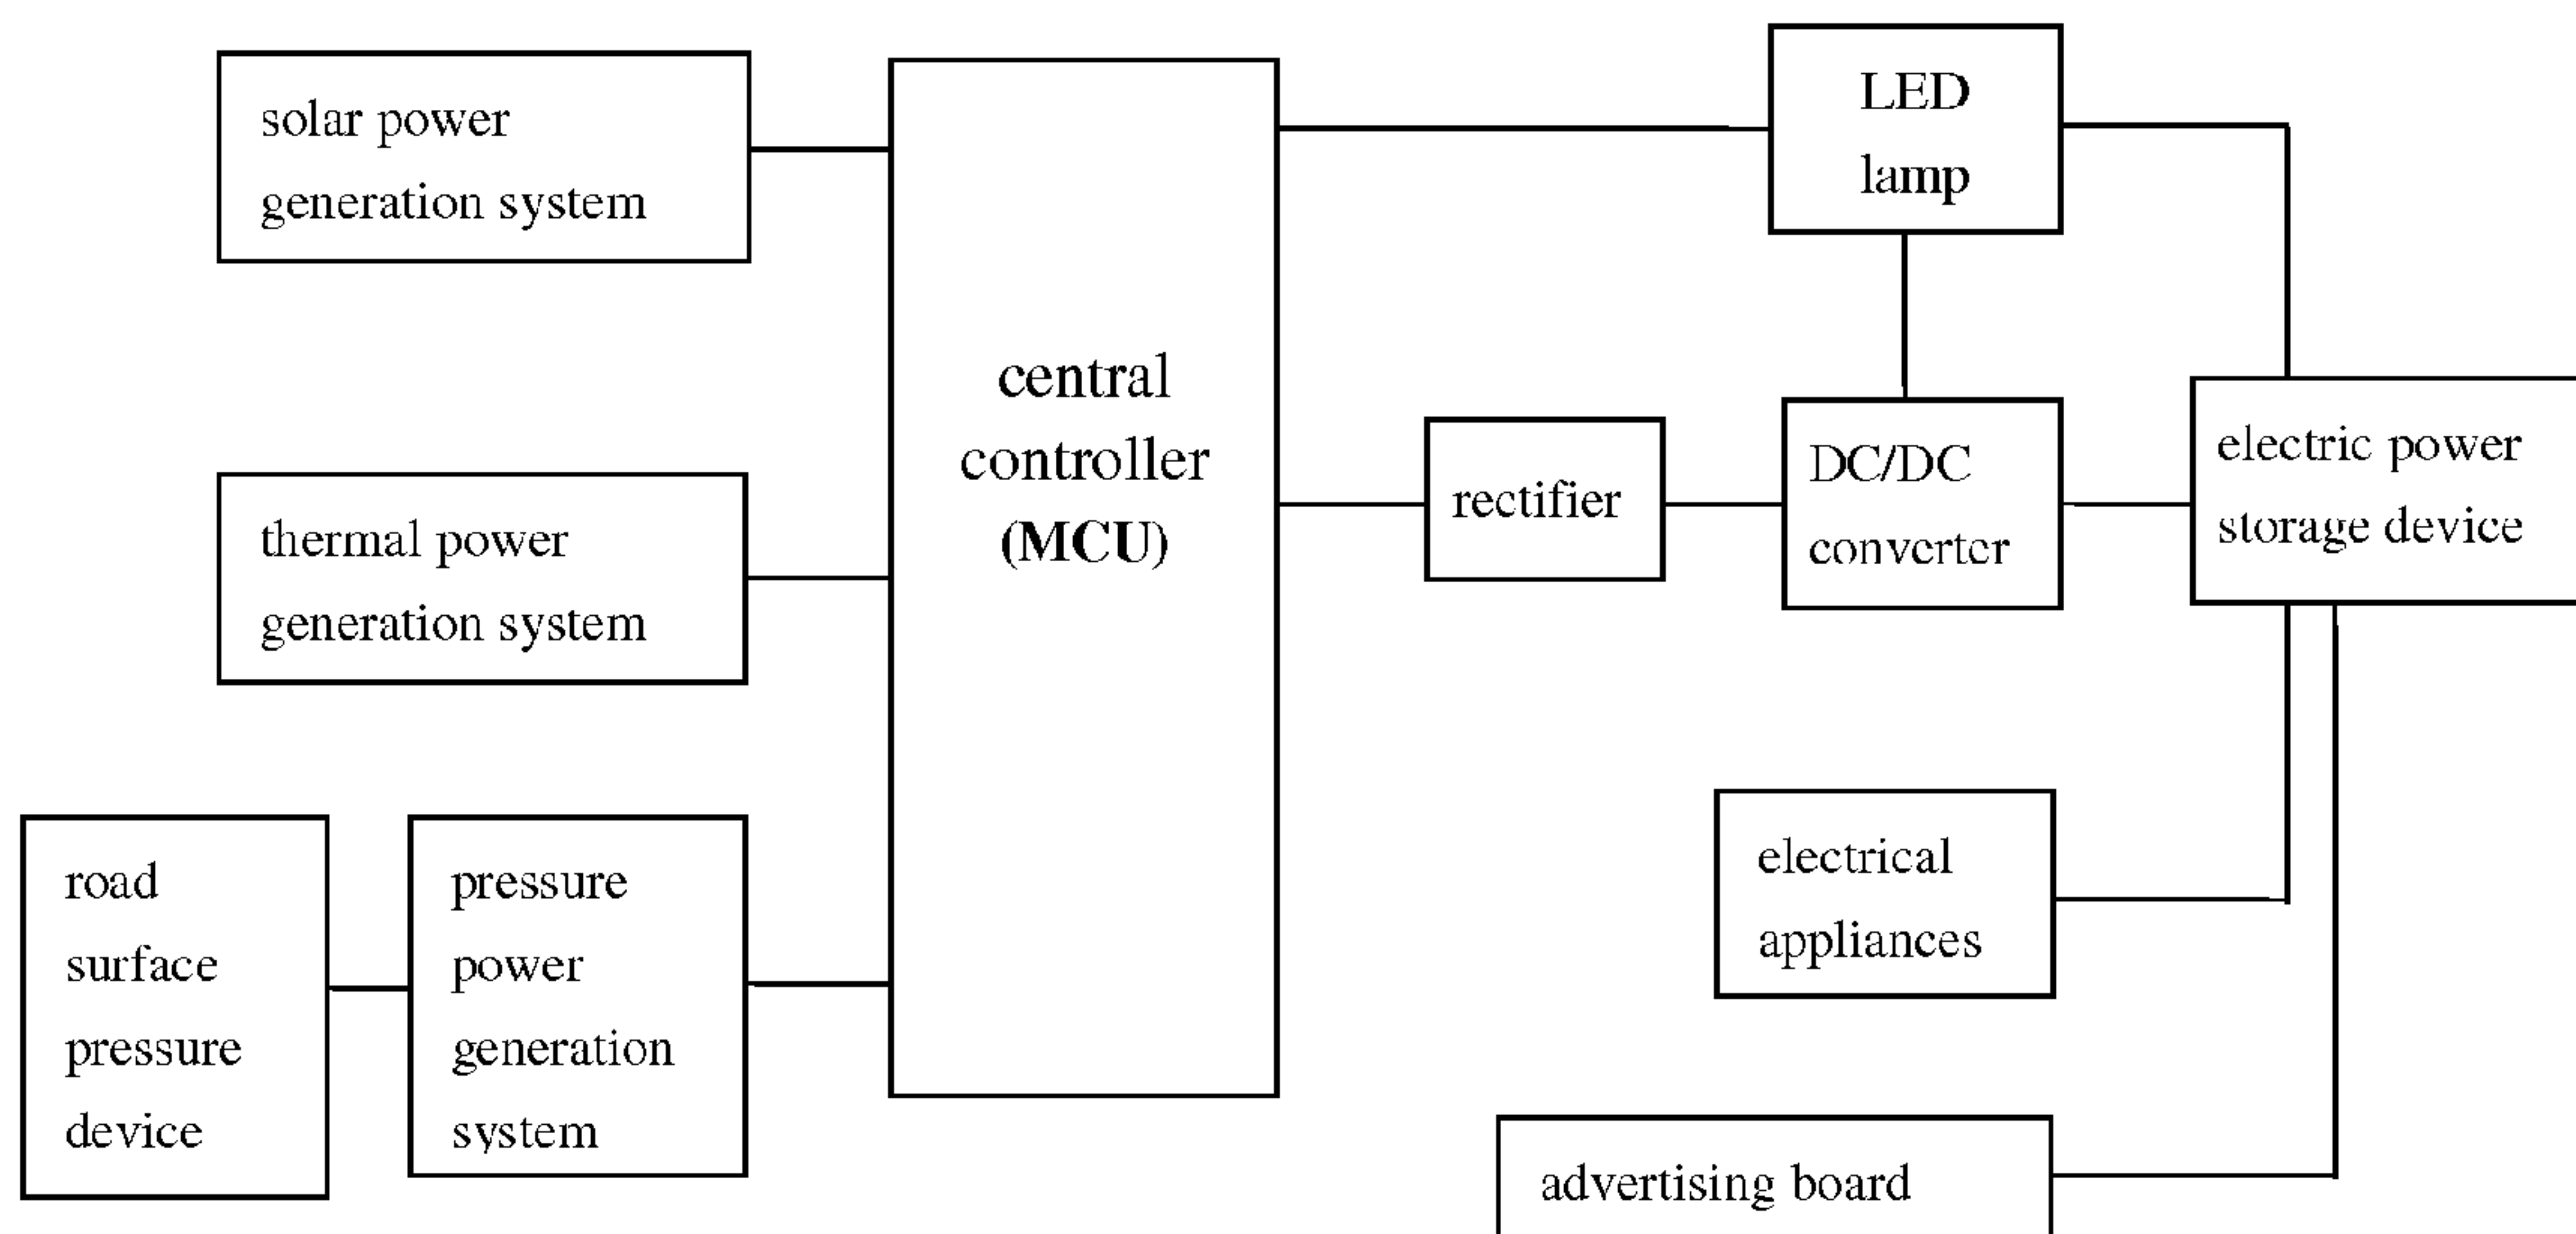 solar power
generation system
thermal power
generation system
road
surface
pressure
device
pressure
power
generation
system
central
controller
(MCU)
LED
lamp
rectifier
DC/DC
converter
electric power
storage device
electrical
appliances
advertising board